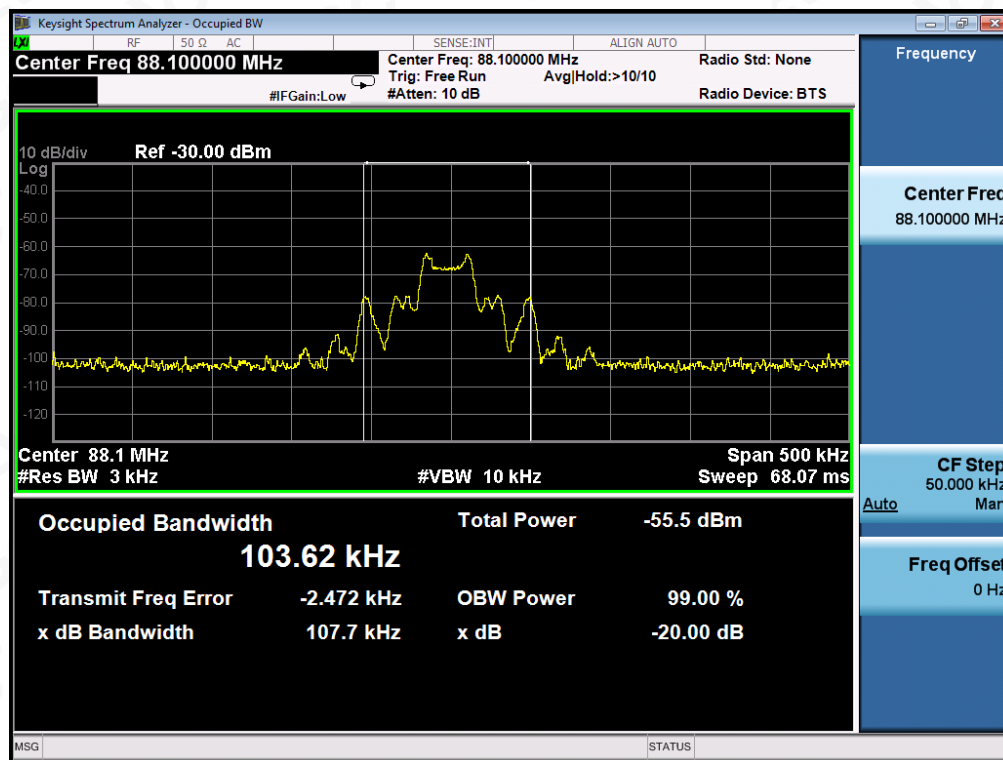 Keysight Spectrum Analyzer - Occupied BW
LXI RF 50 Ω AC SENSE:INT ALIGN AUTO
Center Freq 88.100000 MHz
Center Freq: 88.100000 MHz Radio Std: None
Trig: Free Run Avg|Hold:>10/10
#IFGain:Low #Atten: 10 dB Radio Device: BTS
10 dB/div Ref -30.00 dBm
Log
-40.0
-50.0
-60.0
-70.0
-80.0
-90.0
-100
-110
-120
Center 88.1 MHz Span 500 kHz
#Res BW 3 kHz #VBW 10 kHz Sweep 68.07 ms
Occupied Bandwidth Total Power -55.5 dBm
103.62 kHz
Transmit Freq Error -2.472 kHz OBW Power 99.00 %
x dB Bandwidth 107.7 kHz x dB -20.00 dB
MSG STATUS
Frequency
Center Freq
88.100000 MHz
CF Step
50.000 kHz
Auto Man
Freq Offset
0 Hz